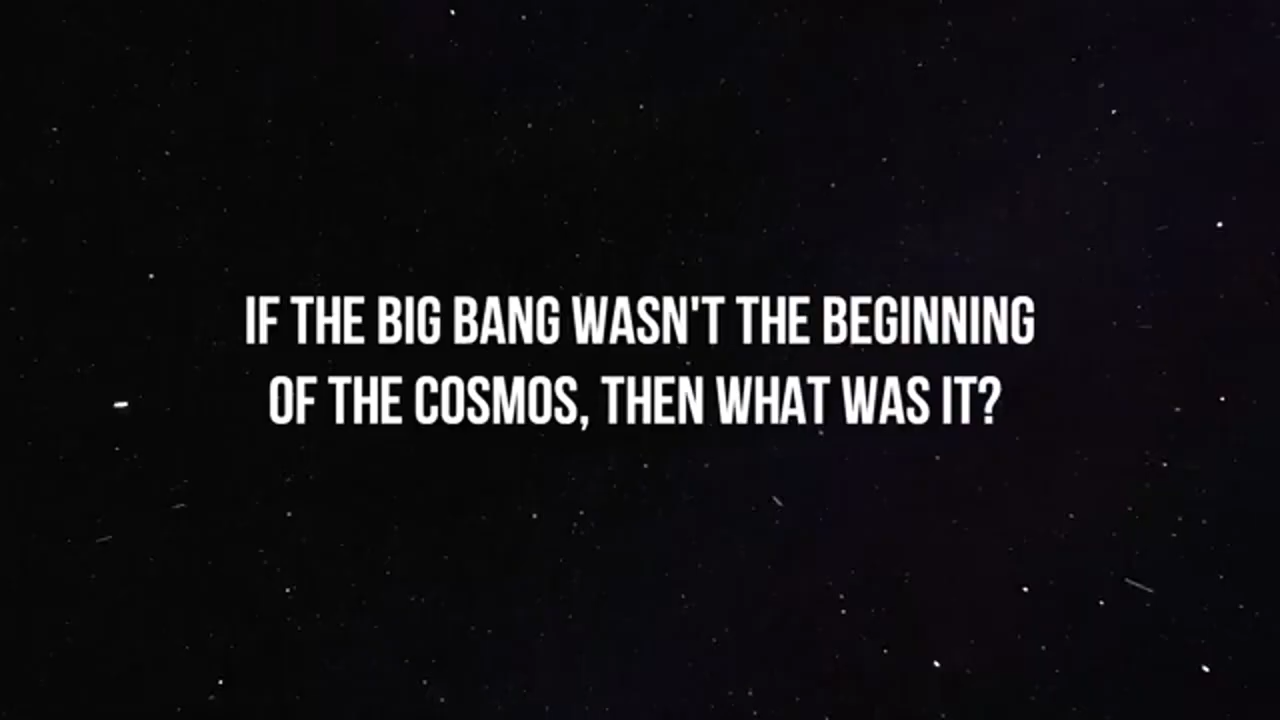 IF THE BIG BANG WASN'T THE BEGINNING
OF THE COSMOS, THEN WHAT WAS IT?